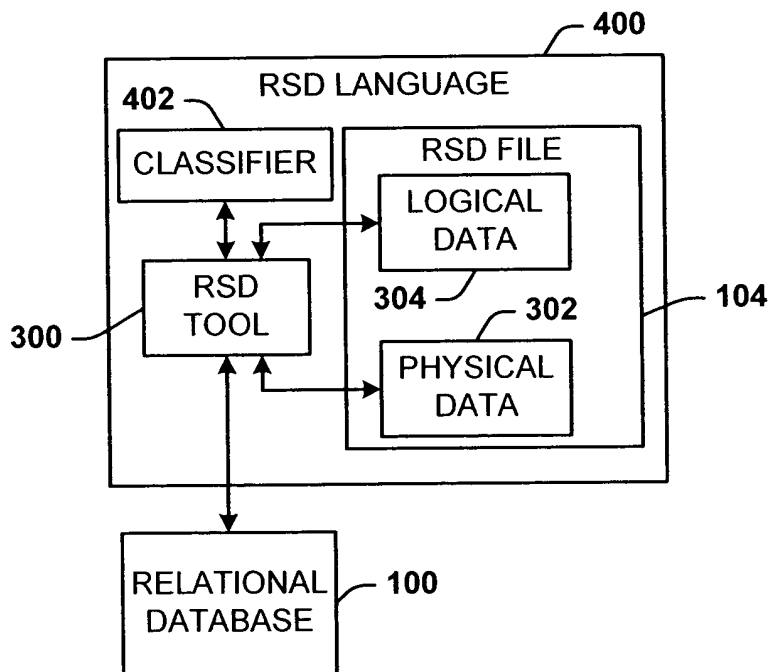 400
RSD LANGUAGE
402
CLASSIFIER
RSD FILE
LOGICAL
DATA
304
RSD
TOOL
300
104
302
PHYSICAL
DATA
RELATIONAL
DATABASE
100